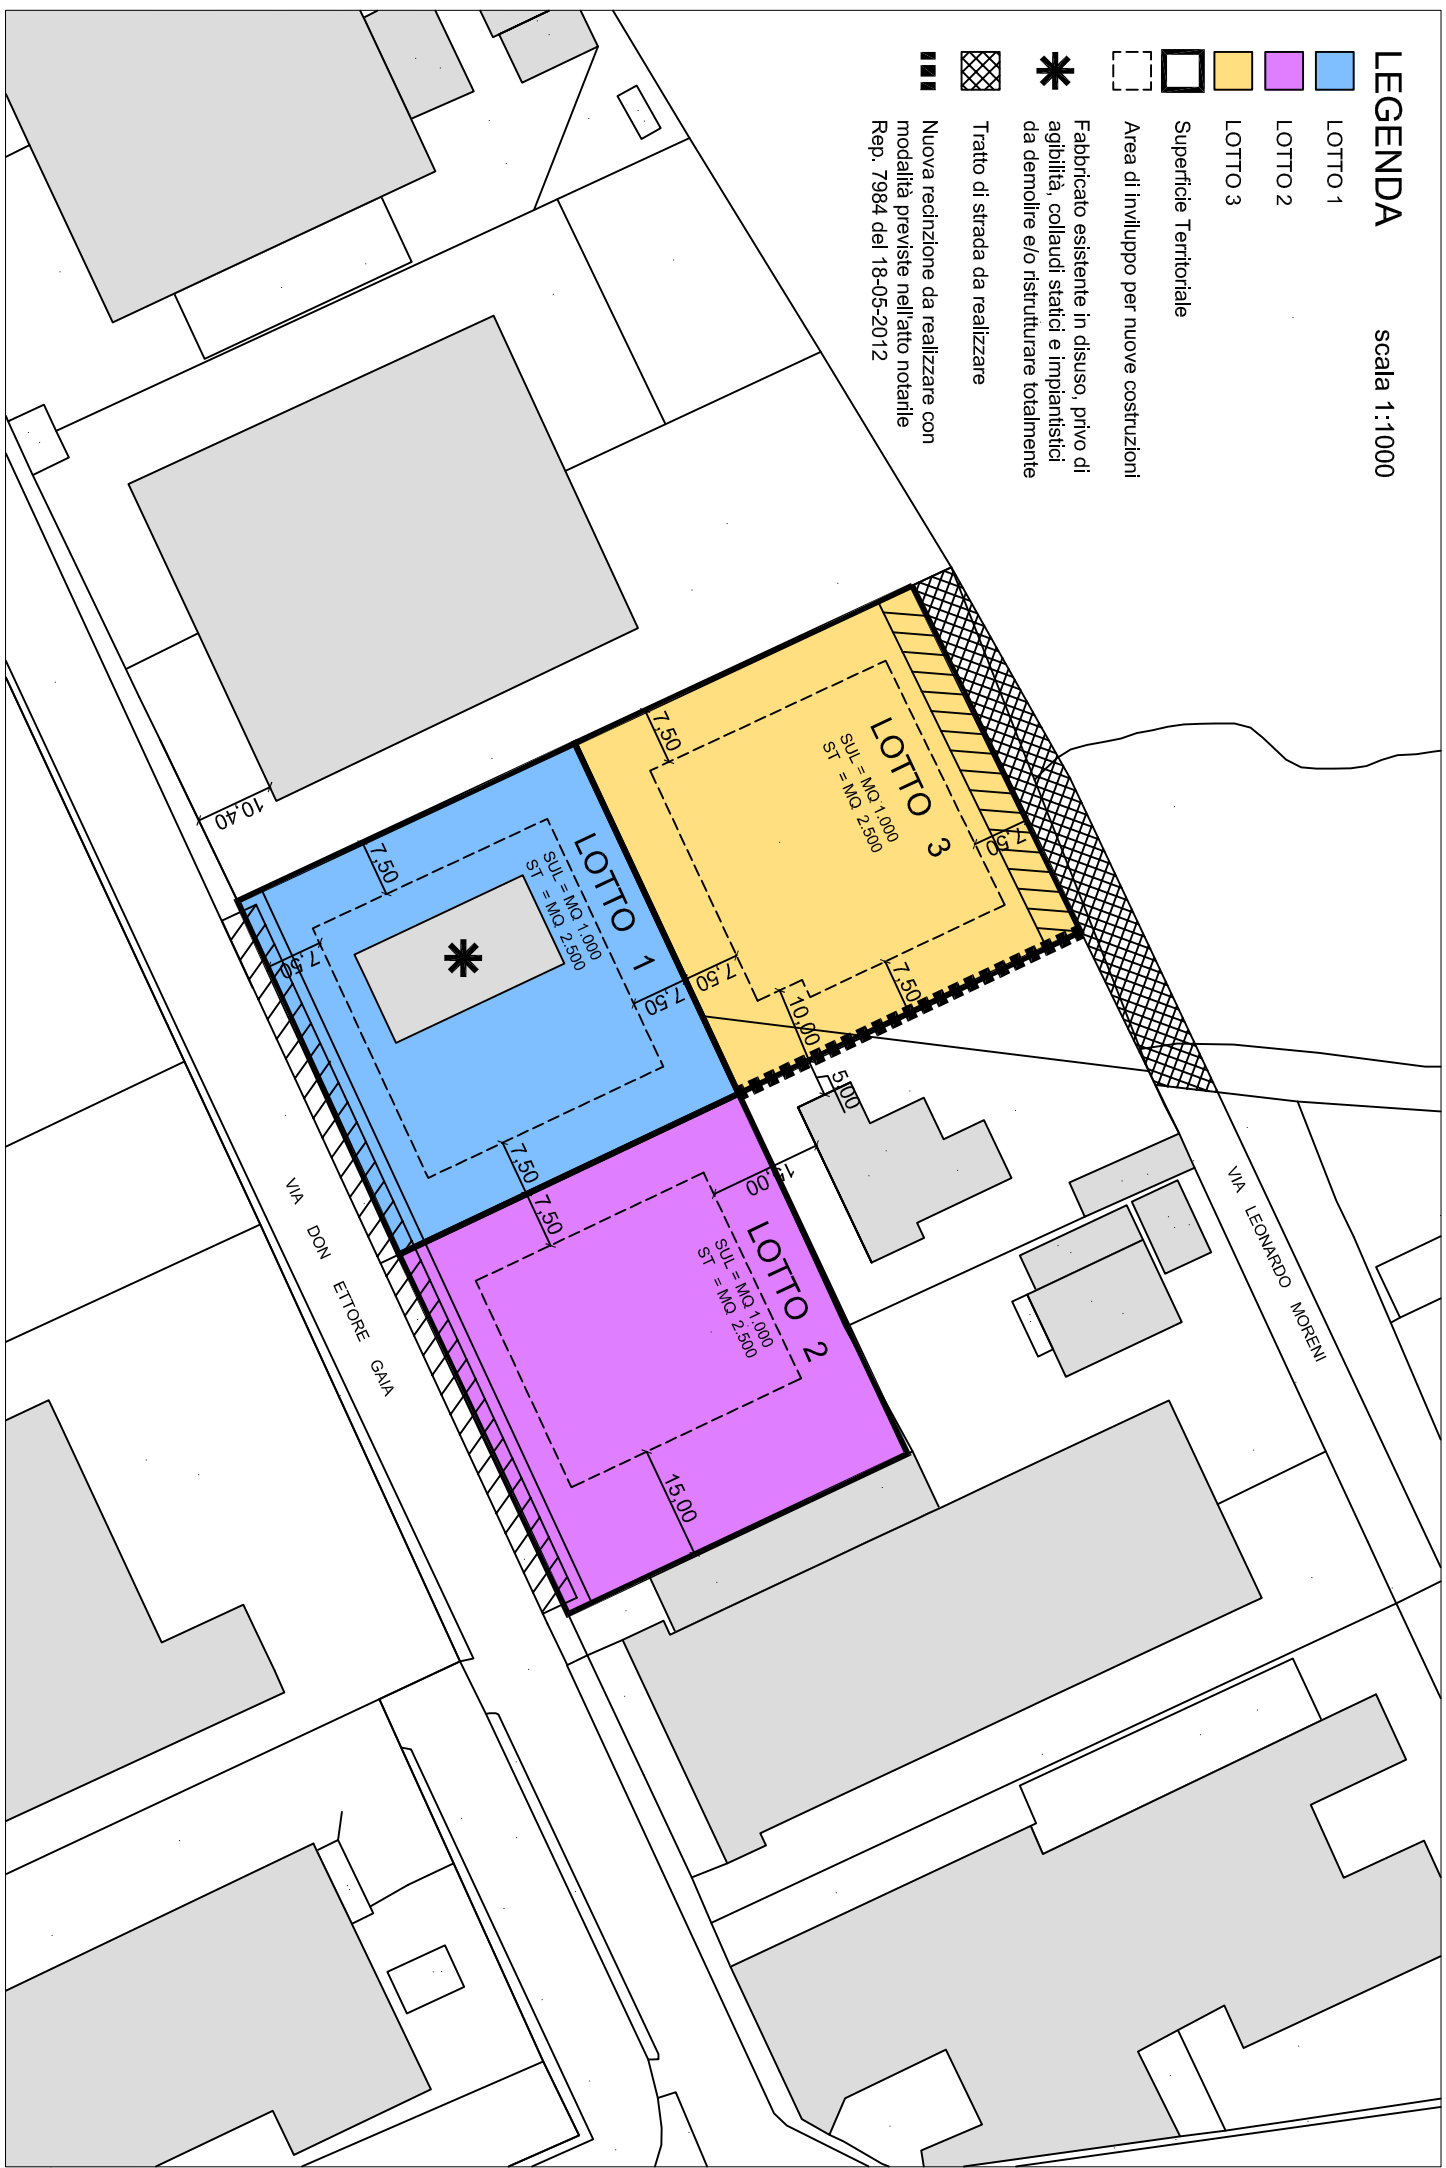 LEGENDA scala 1:1000
LOTTO 1
LOTTO 2
LOTTO 3
Superficie Territoriale
Area di inviluppo per nuove costruzioni
Fabbricato esistente in disuso, privo di
agibilità, collaudi statici e impiantistici
da demolire e/o ristrutturare totalmente
Tratto di strada da realizzare
Nuova recinzione da realizzare con
modalità previste nell'atto notarile
Rep. 7984 del 18-05-2012
LOTTO 3
SUL = MQ 1.000
ST = MQ 2.500
7,50
7,50
7,50
7,50
10,00
5,00
LOTTO 1
SUL = MQ 1.000
ST = MQ 2.500
7,50
7,50
7,50
7,50
10,40
LOTTO 2
SUL = MQ 1.000
ST = MQ 2.500
7,50
15,00
VIA LEONARDO MORENI
VIA DON ETTORE GAIA